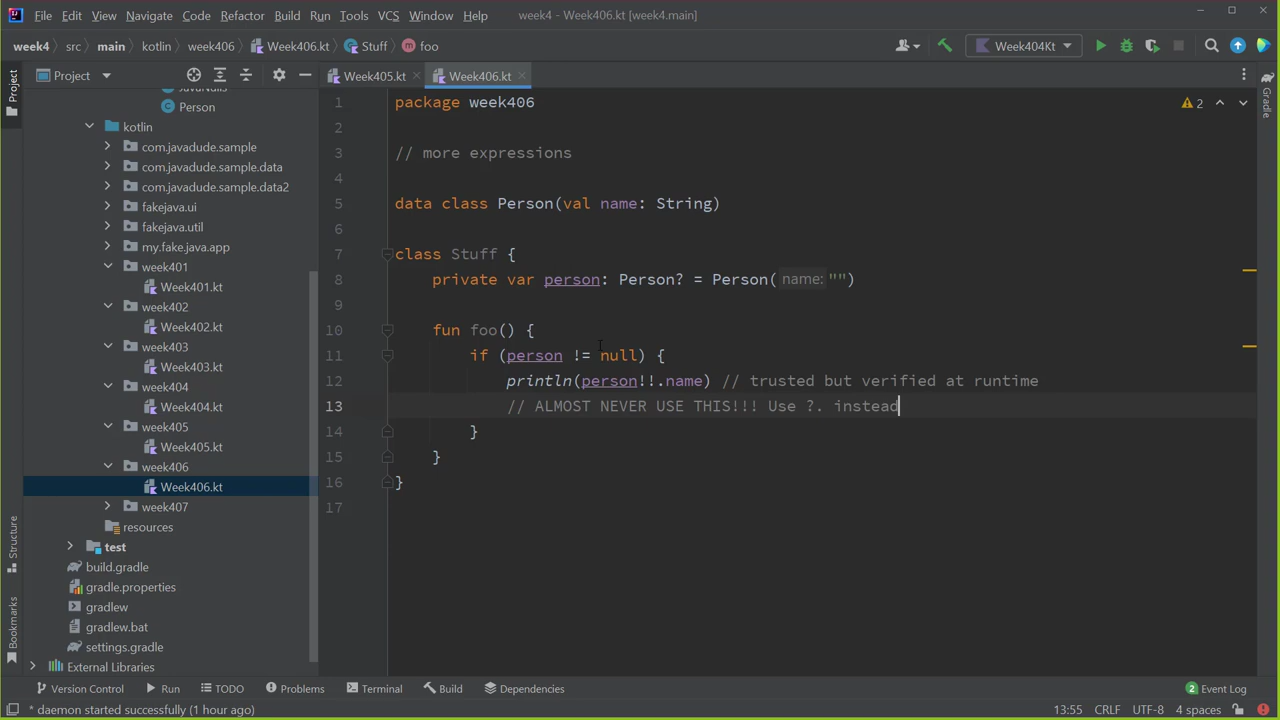 File Edit View Navigate Code Refactor Build Run Tools VCS Window Help week4 - Week406.kt [week4.main]
week4 src main kotlin week406 Week406.kt Stuff foo Week404Kt
Project Week405.kt Week406.kt
Person
kotlin
com.javadude.sample
com.javadude.sample.data
com.javadude.sample.data2
fakejava.ui
fakejava.util
my.fake.java.app
week401
Week401.kt
week402
Week402.kt
week403
Week403.kt
week404
Week404.kt
week405
Week405.kt
week406
Week406.kt
week407
resources
test
build.gradle
gradle.properties
gradlew
gradlew.bat
settings.gradle
External Libraries
1 package week406
2
3 // more expressions
4
5 data class Person(val name: String)
6
7 class Stuff {
8 private var person: Person? = Person( name: "")
9
10 fun foo() {
11 if (person != null) {
12 println(person!!.name) // trusted but verified at runtime
13 // ALMOST NEVER USE THIS!!! Use ?. instead
14 }
15 }
16 }
17
2
Project
Structure
Bookmarks
Gradle
Version Control Run TODO Problems Terminal Build Dependencies 2 Event Log
* daemon started successfully (1 hour ago) 13:55 CRLF UTF-8 4 spaces